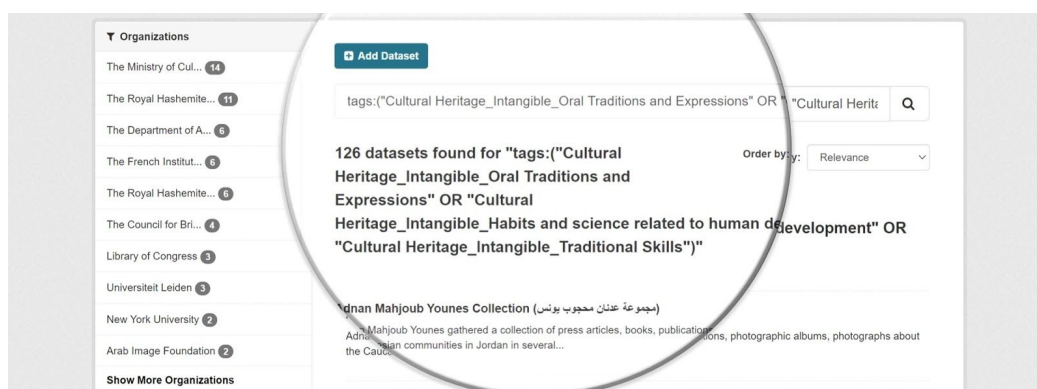 Organizations
The Ministry of Cul... 14
The Royal Hashemite... 11
The Department of A... 6
The French Institut... 6
The Royal Hashemite... 6
The Council for Bri... 4
Library of Congress 3
Universiteit Leiden 3
New York University 2
Arab Image Foundation 2
Show More Organizations
Add Dataset
tags:("Cultural Heritage_Intangible_Oral Traditions and Expressions" OR " "Cultural Herita
126 datasets found for "tags:("Cultural
Heritage_Intangible_Oral Traditions and
Expressions" OR "Cultural
Heritage_Intangible_Habits and science related to human development" OR
"Cultural Heritage_Intangible_Traditional Skills")"
Order by: y: Relevance
Adnan Mahjoub Younes Collection (مجموعة عدنان محجوب يونس)
Mahjoub Younes gathered a collection of press articles, books, photographic albums, photographs about
the communities in Jordan in several...